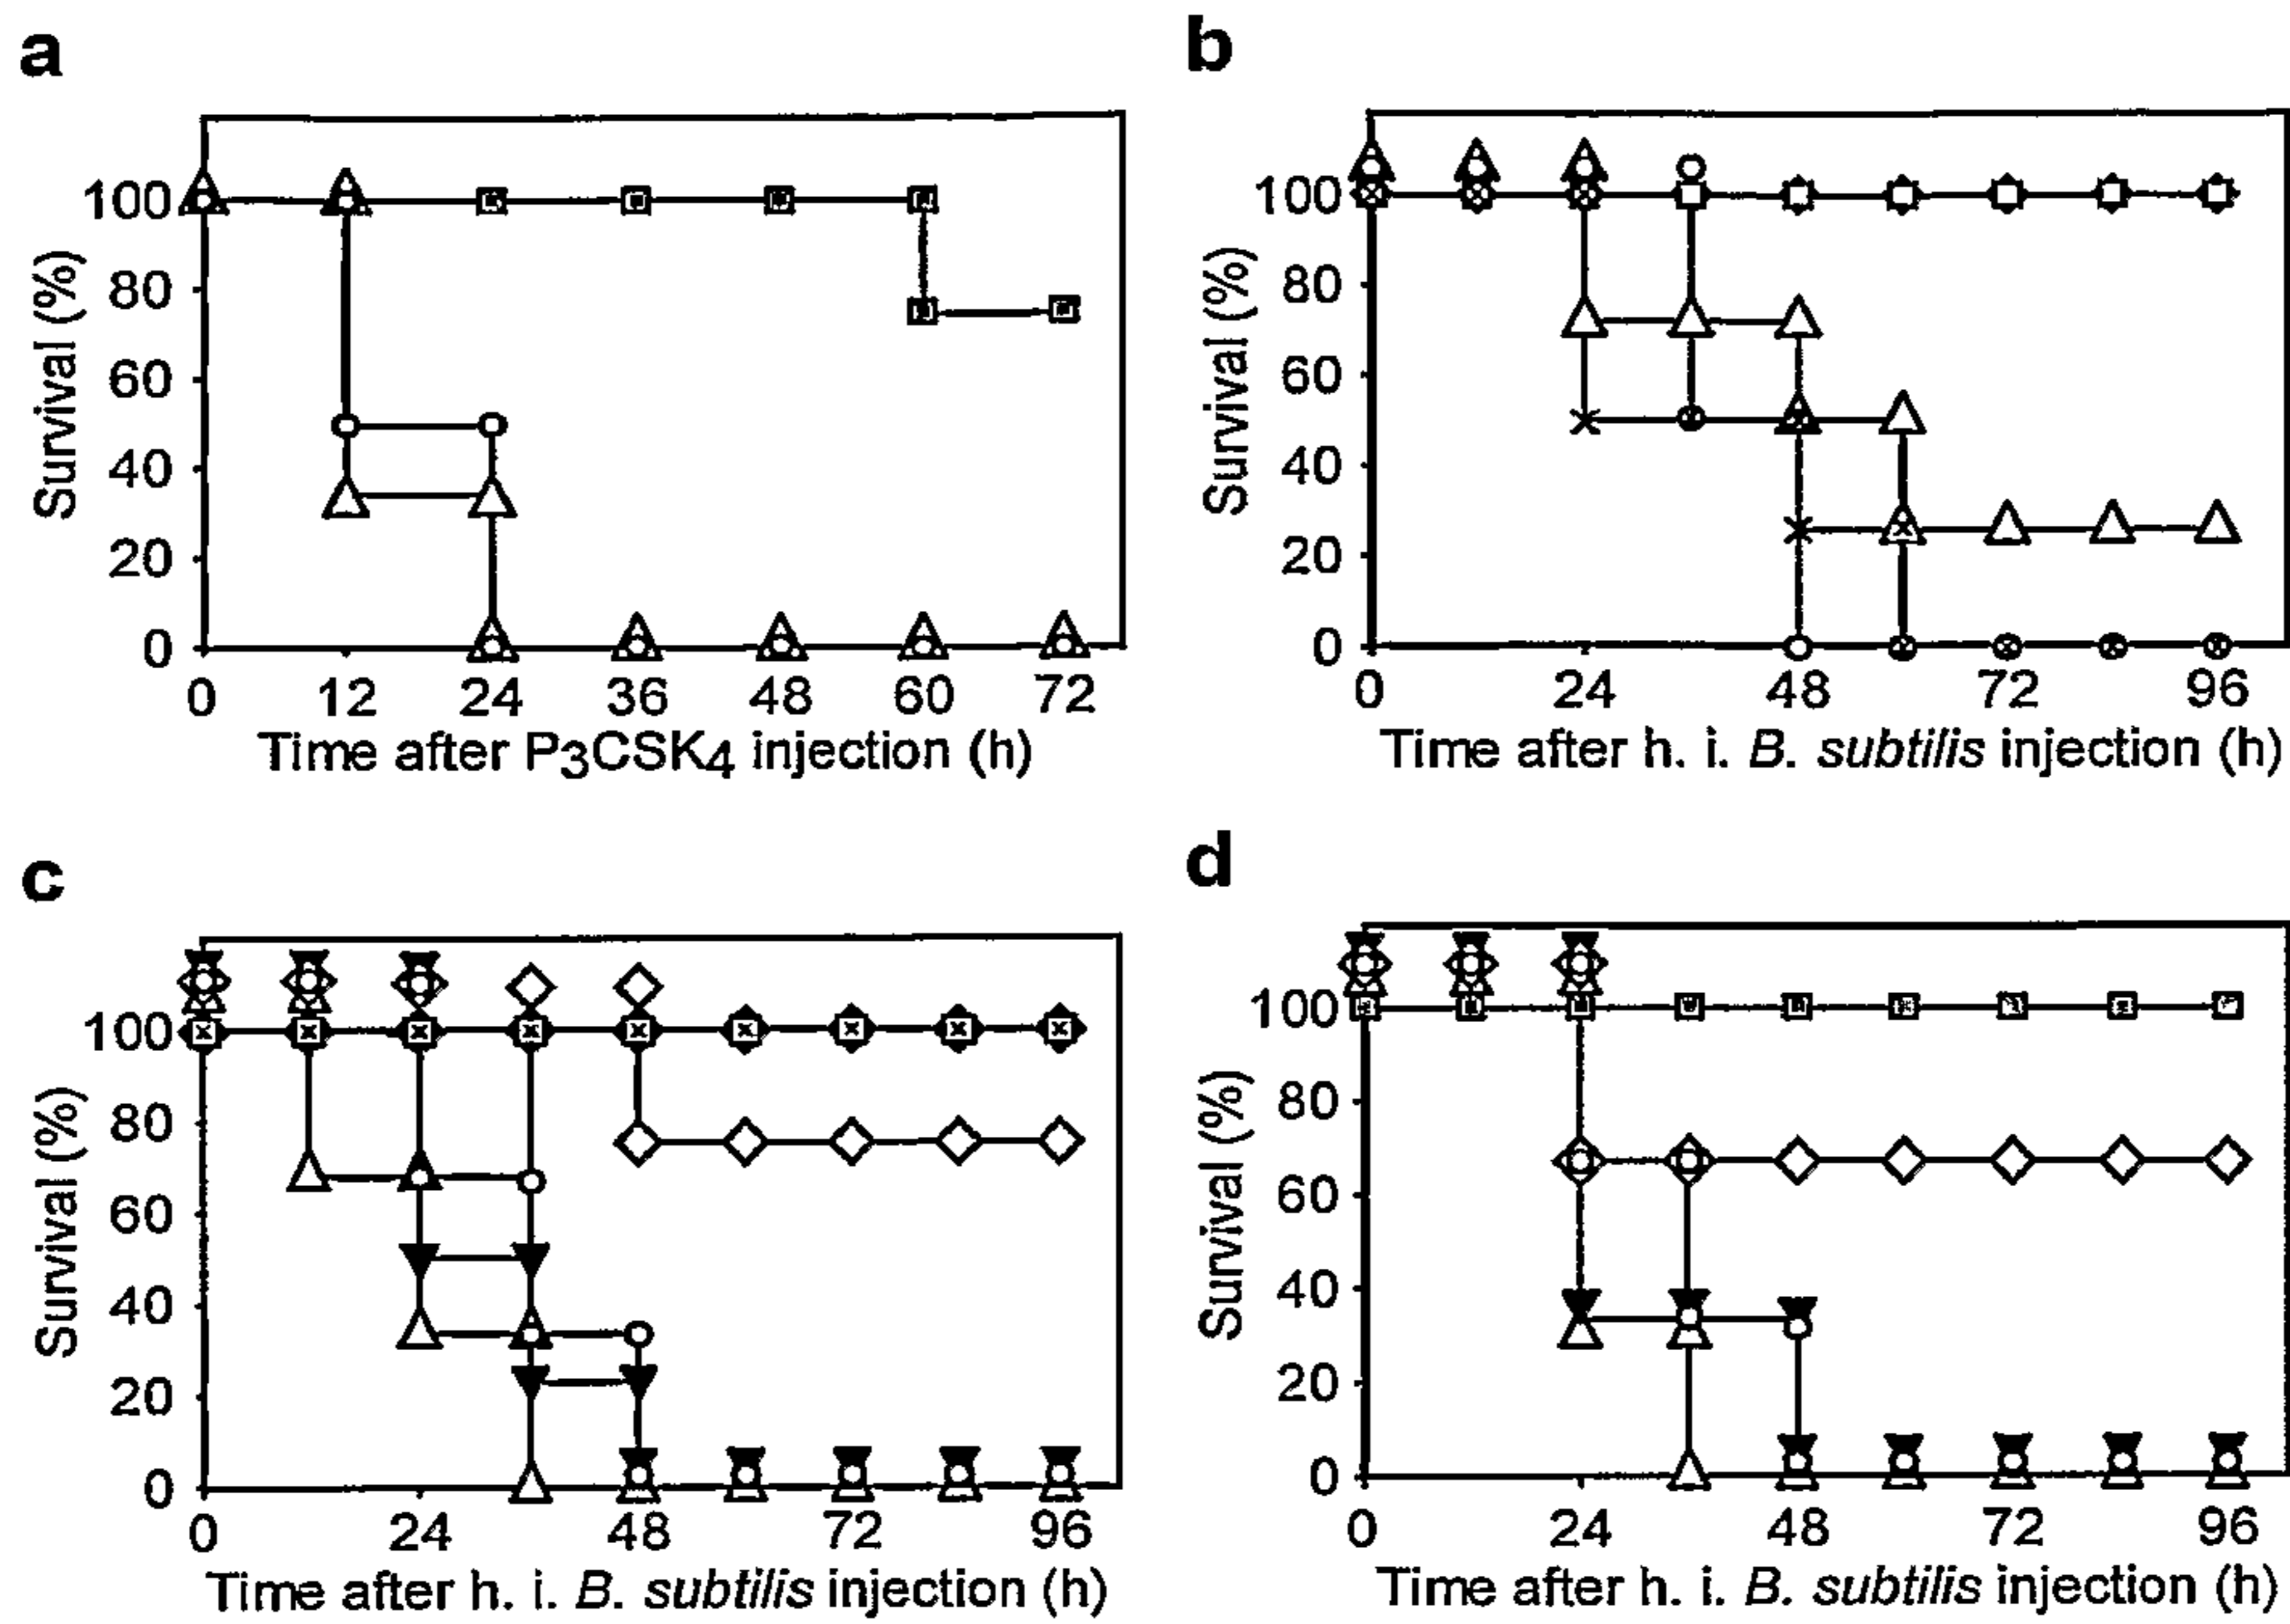 a
b
Survival (%)
100
80
60
40
20
0
0 12 24 36 48 60 72
Time after P3CSK4 injection (h)
Survival (%)
100
80
60
40
20
0
0 24 48 72 96
Time after h. i. B. subtilis injection (h)
c
d
Survival (%)
100
80
60
40
20
0
0 24 48 72 96
Time after h. i. B. subtilis injection (h)
Survival (%)
100
80
60
40
20
0
0 24 48 72 96
Time after h. i. B. subtilis injection (h)